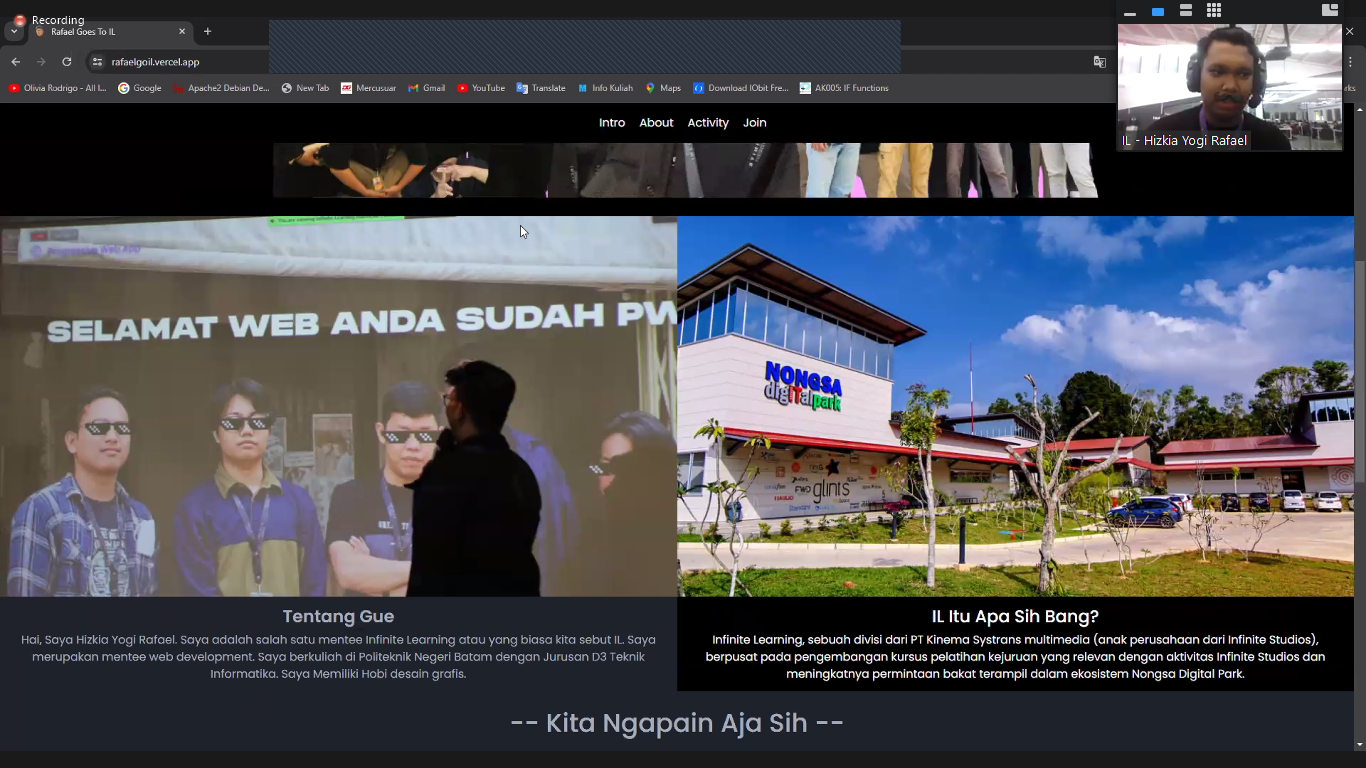 Recording
Rafael Goes To IL
rafaelgoil.vercel.app
Olivia Rodrigo - All I...
Google
Apache2 Debian De...
New Tab
Mercusuar
Gmail
YouTube
Translate
Info Kuliah
Maps
Download IObit Fre...
AK005: IF Functions
IL - Hizkia Yogi Rafael
Intro
About
Activity
Join
Progressive Web App
SELAMAT WEB ANDA SUDAH PW
NONGSA
digiTalpark
FWD
glints
Tentang Gue
Hai, Saya Hizkia Yogi Rafael. Saya adalah salah satu mentee Infinite Learning atau yang biasa kita sebut IL. Saya
merupakan mentee web development. Saya berkuliah di Politeknik Negeri Batam dengan Jurusan D3 Teknik
Informatika. Saya Memiliki Hobi desain grafis.
IL Itu Apa Sih Bang?
Infinite Learning, sebuah divisi dari PT Kinema Systrans multimedia (anak perusahaan dari Infinite Studios),
berpusat pada pengembangan kursus pelatihan kejuruan yang relevan dengan aktivitas Infinite Studios dan
meningkatnya permintaan bakat terampil dalam ekosistem Nongsa Digital Park.
-- Kita Ngapain Aja Sih --